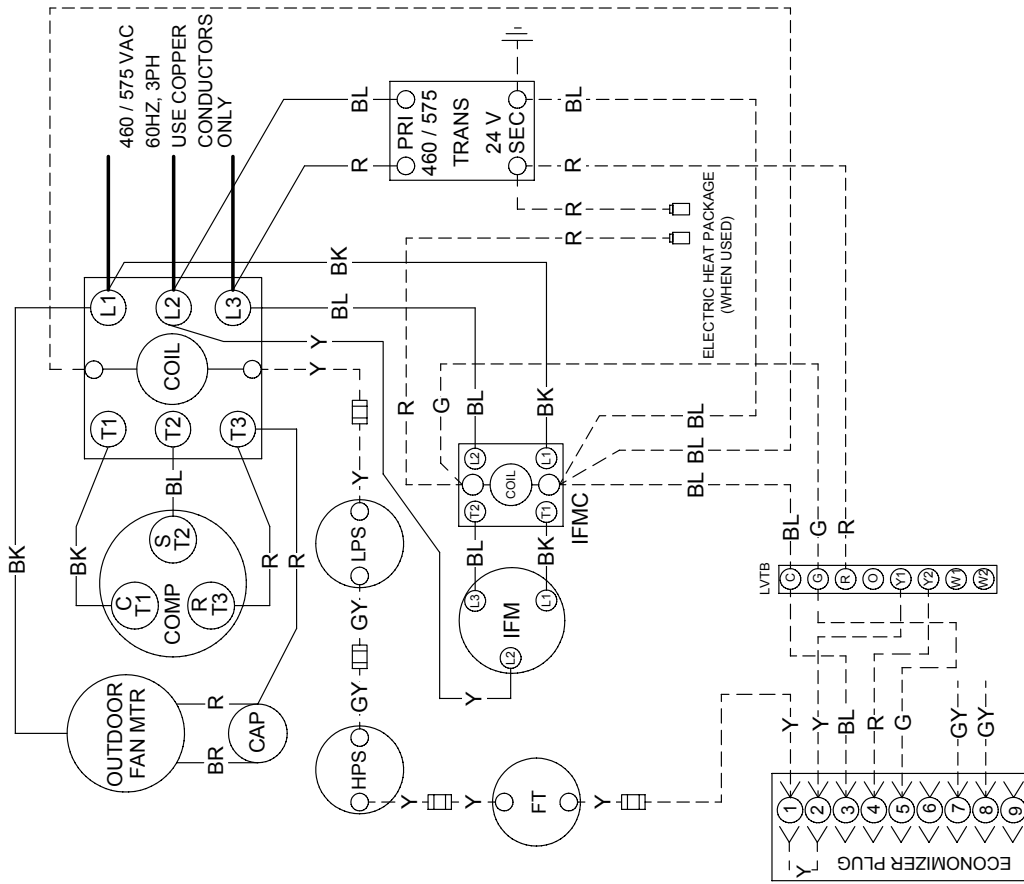 460 / 575 VAC
60HZ, 3PH
USE COPPER
CONDUCTORS
ONLY
L1
L2
L3
COIL
T1
T2
T3
BK
BL
R
R
BK
BK
C
T1
S
T2
R
T3
COMP
OUTDOOR
FAN MTR
R
BR
CAP
BK
BL
Y
Y
Y
LPS
GY
GY
HPS
Y
FT
Y
BL
R
PRI
460 / 575
TRANS
24 V
SEC
BL
R
R
R
ELECTRIC HEAT PACKAGE
(WHEN USED)
R
G
BL
BK
L2
L1
COIL
T2
T1
IFMC
BL
BK
L3
L1
L2
IFM
Y
BL
BL
BL
BL
G
R
LVTB
C
G
R
O
Y1
Y2
W1
W2
Y
Y
BL
R
G
GY
GY
1
2
3
4
5
6
7
8
9
Y
ECONOMIZER PLUG